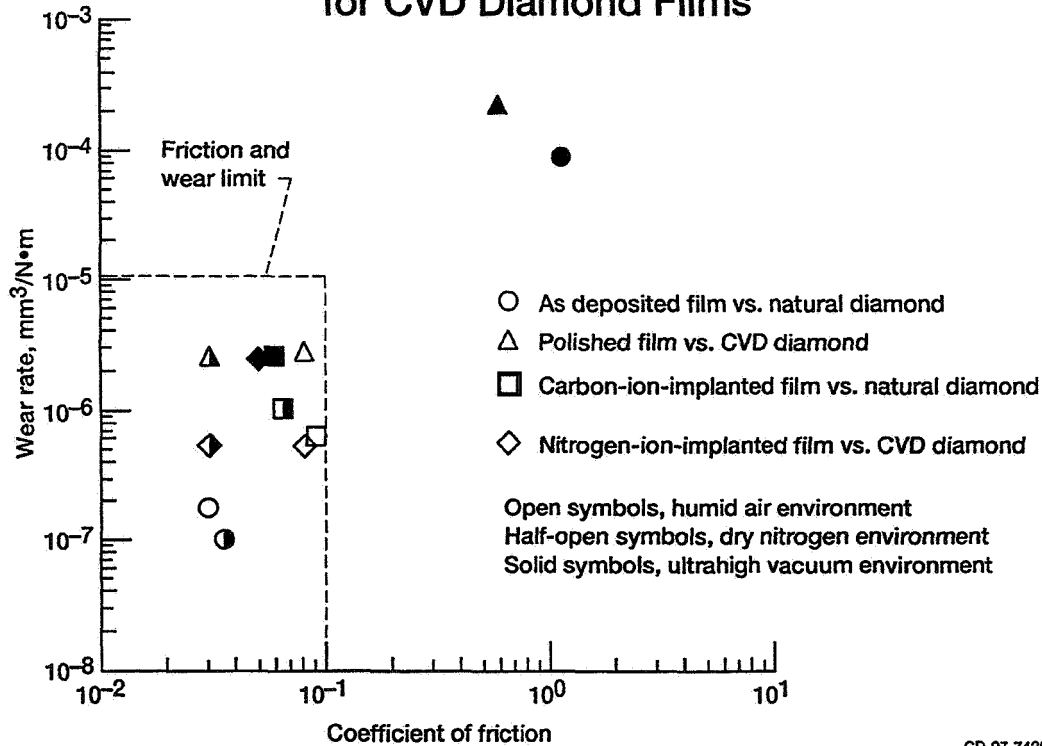 for CVD Diamond Films
10⁻³
10⁻⁴
Friction and
wear limit
10⁻⁵
Wear rate, mm³/N•m
As deposited film vs. natural diamond
Polished film vs. CVD diamond
Carbon-ion-implanted film vs. natural diamond
10⁻⁶
Nitrogen-ion-implanted film vs. CVD diamond
Open symbols, humid air environment
Half-open symbols, dry nitrogen environment
10⁻⁷
Solid symbols, ultrahigh vacuum environment
10⁻⁸
10⁻² 10⁻¹ 10⁰ 10¹
Coefficient of friction